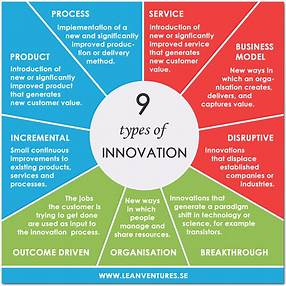 PROCESS
Implementation of a
new and significantly
improved produc-
tion or delivery
method.
SERVICE
Introduction of
new or significantly
improved service
that generates
new customer value.
PRODUCT
Introduction of
new or signficantly
improved product
that generates
new customer value.
BUSINESS
MODEL
New ways in which
an organ-
isation creates,
delivers, and
captures value.
9
types of
INNOVATION
INCREMENTAL
Small continuous
improvements to
existing products,
services and
processes.
DISRUPTIVE
Innovations
that displace
established
companies or
industries.
The jobs
the customer is
trying to get done
are used as input to
the innovation process.
OUTCOME DRIVEN
New ways in
which people
manage and
share resources.
ORGANISATION
Innovations that
generate a paradigm
shift in technology or
science, for example
transistors.
BREAKTHROUGH
WWW.LEANVENTURES.SE